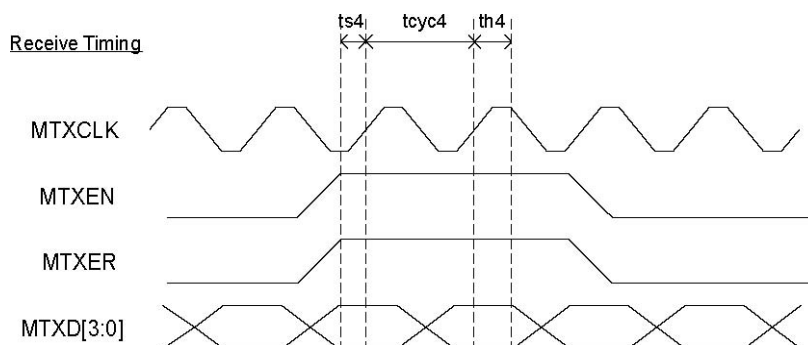 ts4 tcyc4 th4
Receive Timing
MTXCLK
MTXEN
MTXER
MTXD[3:0]